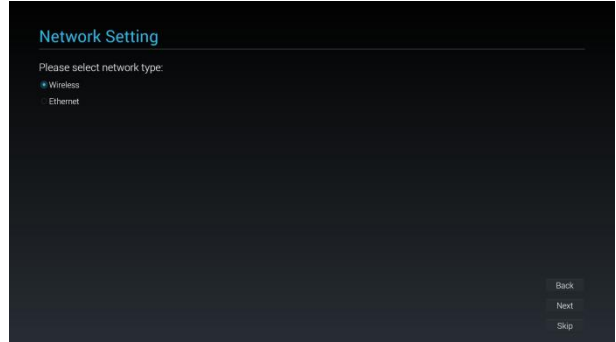 Network Setting
Please select network type:
Wireless
Ethernet
Back
Next
Skip